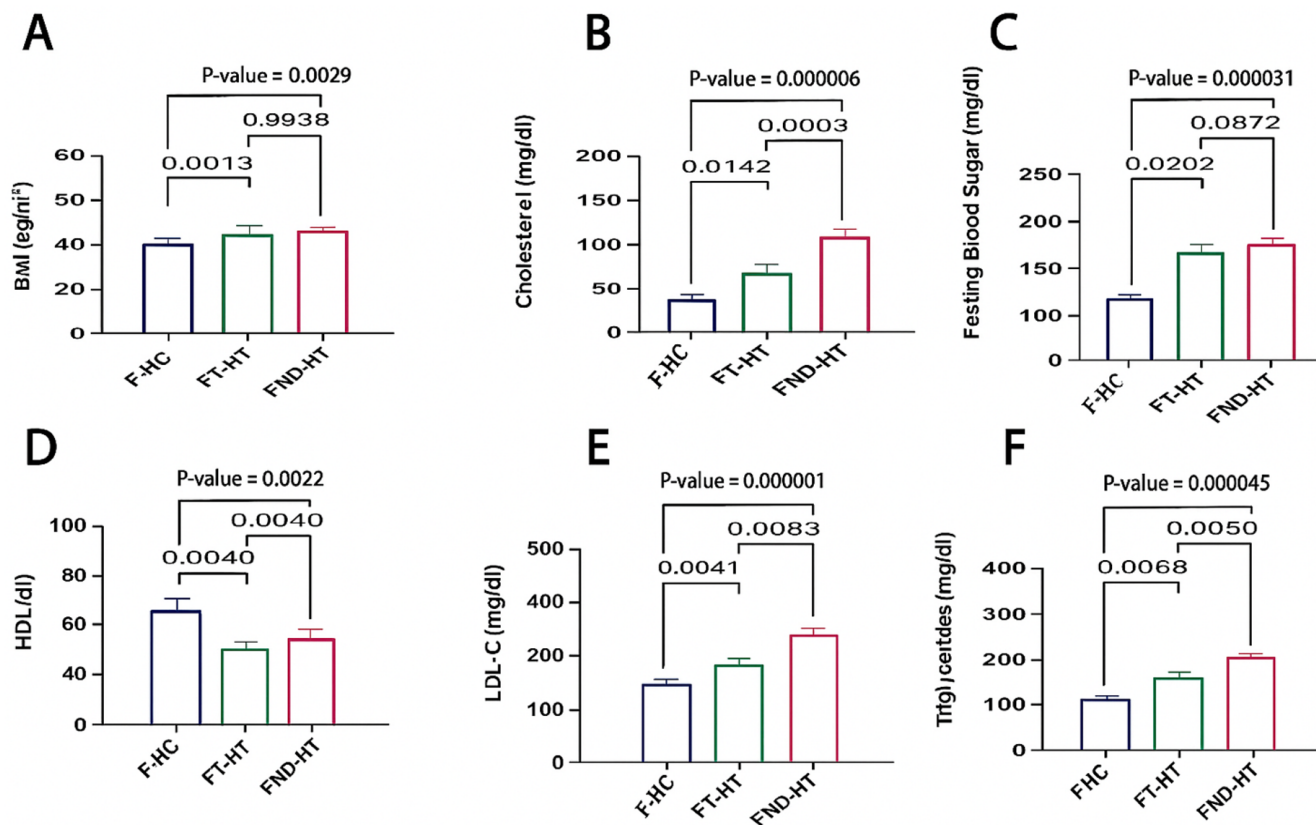 A
P-value = 0.0029
0.9938
0.0013
BMI (eg/niᴿ)
60
40
20
0
F-HC
FT-HT
FND-HT
B
P-value = 0.000006
0.0003
0.0142
Cholesterel (mg/dl)
200
100
50
0
F-HC
FT-HT
FND-HT
C
P-value = 0.000031
0.0872
0.0202
Festing Biood Sugar (mg/dl)
250
200
150
100
0
F-HC
FT-HT
FND-HT
D
P-value = 0.0022
0.0040
0.0040
HDL/dl)
100
80
60
40
0
F-HC
FT-HT
FND-HT
E
P-value = 0.000001
0.0083
0.0041
LDL-C (mg/dl)
500
400
200
100
0
F-HC
FT-HT
FND-HT
F
P-value = 0.000045
0.0050
0.0068
(mg/dl)
400
300
200
100
0
FHC
FT-HT
FND-HT